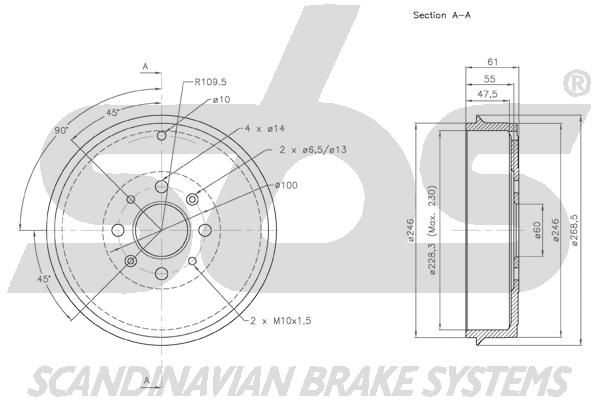 Section A-A
A
61
55
47,5
R109.5
ø10
45°
90°
4 x ø14
2 x ø6,5/ø13
ø100
ø246
ø228,3 (Max. 230)
ø60
ø246
ø268,5
45°
2 x M10x1,5
A
sbs®
SCANDINAVIAN BRAKE SYSTEMS